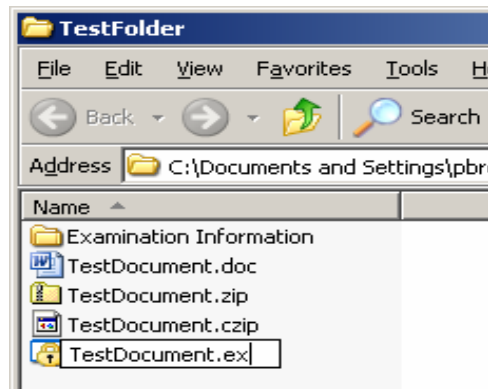 TestFolder
File Edit View Favorites Tools
Back Search
Address C:\Documents and Settings\
Name
Examination Information
TestDocument.doc
TestDocument.zip
TestDocument.czip
TestDocument.ex